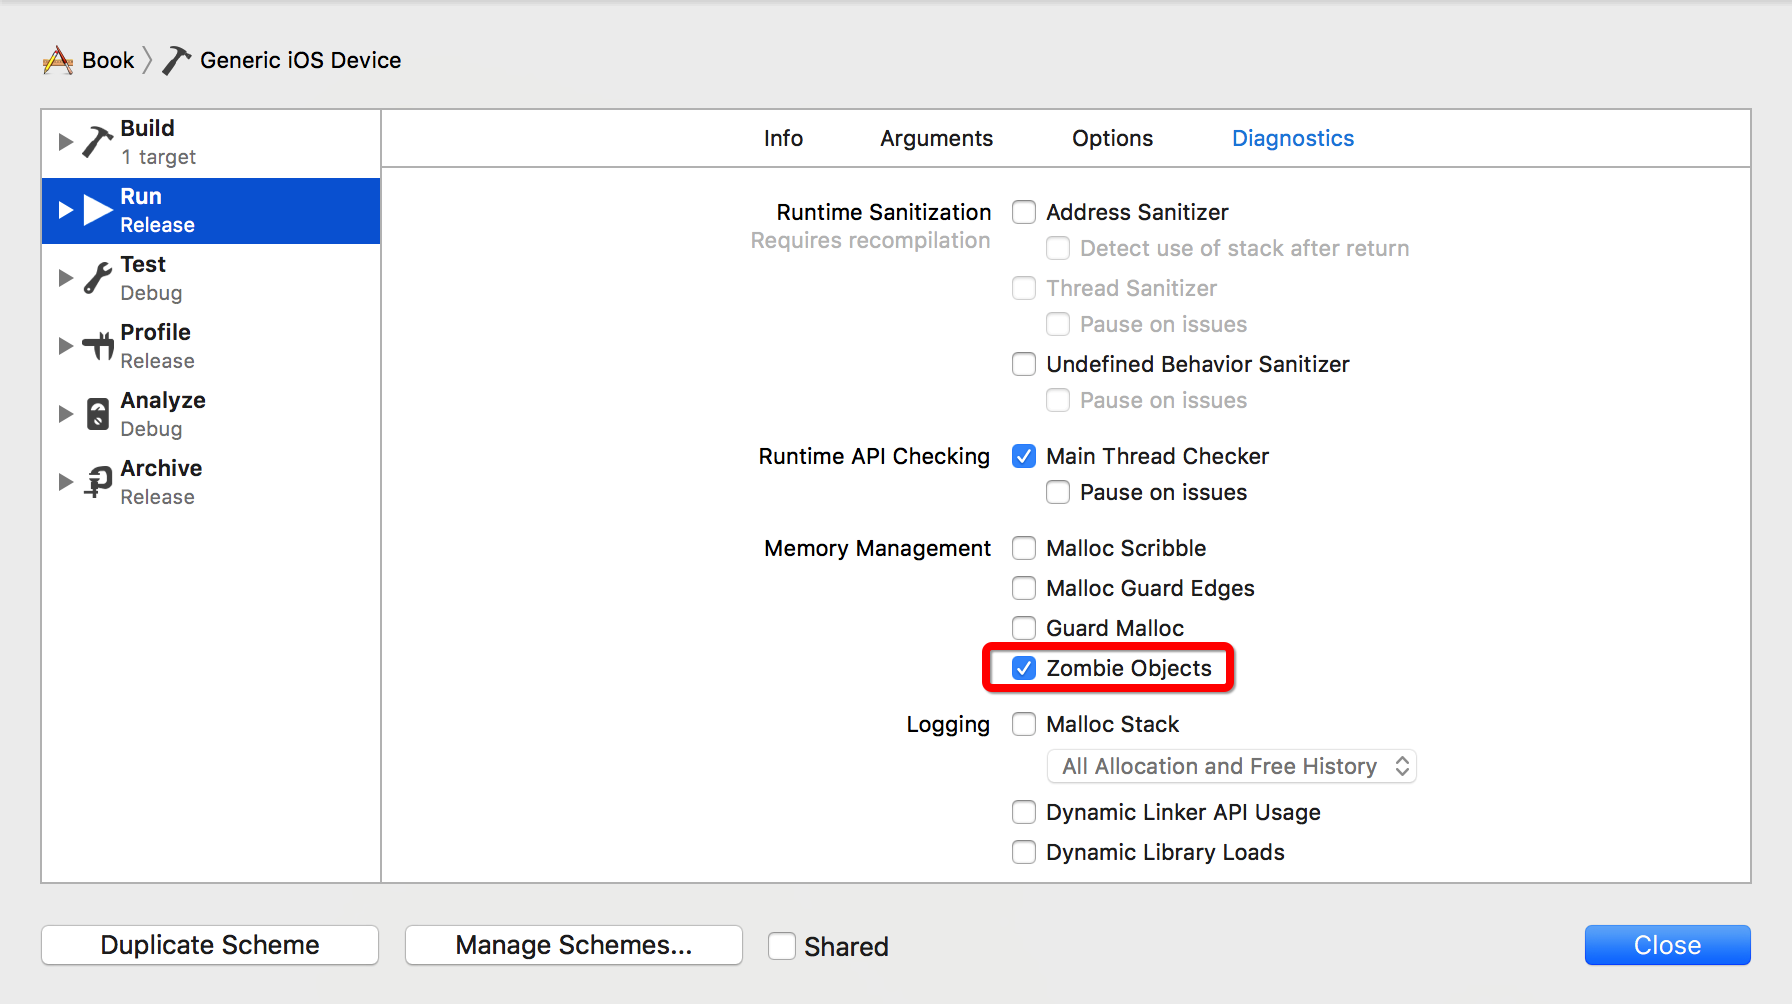 Book
Generic iOS Device
Build
1 target
Run
Release
Test
Debug
Profile
Release
Analyze
Debug
Archive
Release
Info Arguments Options Diagnostics
Runtime Sanitization Address Sanitizer
Requires recompilation Detect use of stack after return
Thread Sanitizer
Pause on issues
Undefined Behavior Sanitizer
Pause on issues
Runtime API Checking Main Thread Checker
Pause on issues
Memory Management Malloc Scribble
Malloc Guard Edges
Guard Malloc
Zombie Objects
Logging Malloc Stack
All Allocation and Free History
Dynamic Linker API Usage
Dynamic Library Loads
Duplicate Scheme Manage Schemes... Shared Close